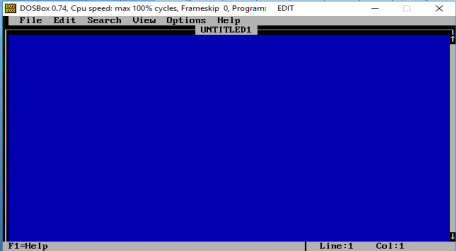 DOSBox 0.74, Cpu speed: max 100% cycles, Frameskip 0, Program: EDIT
File Edit Search View Options Help
UNTITLED1
F1=Help Line:1 Col:1